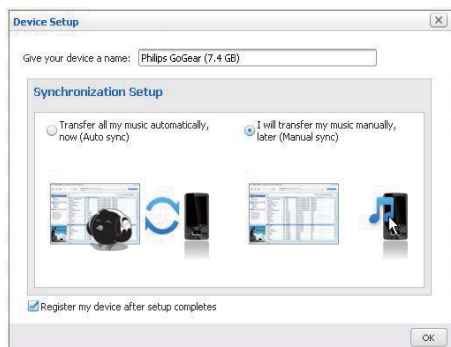 Device Setup
Give your device a name: Philips GoGear (7.4 GB)
Synchronization Setup
Transfer all my music automatically,
now (Auto sync)
I will transfer my music manually,
later (Manual sync)
Register my device after setup completes
OK